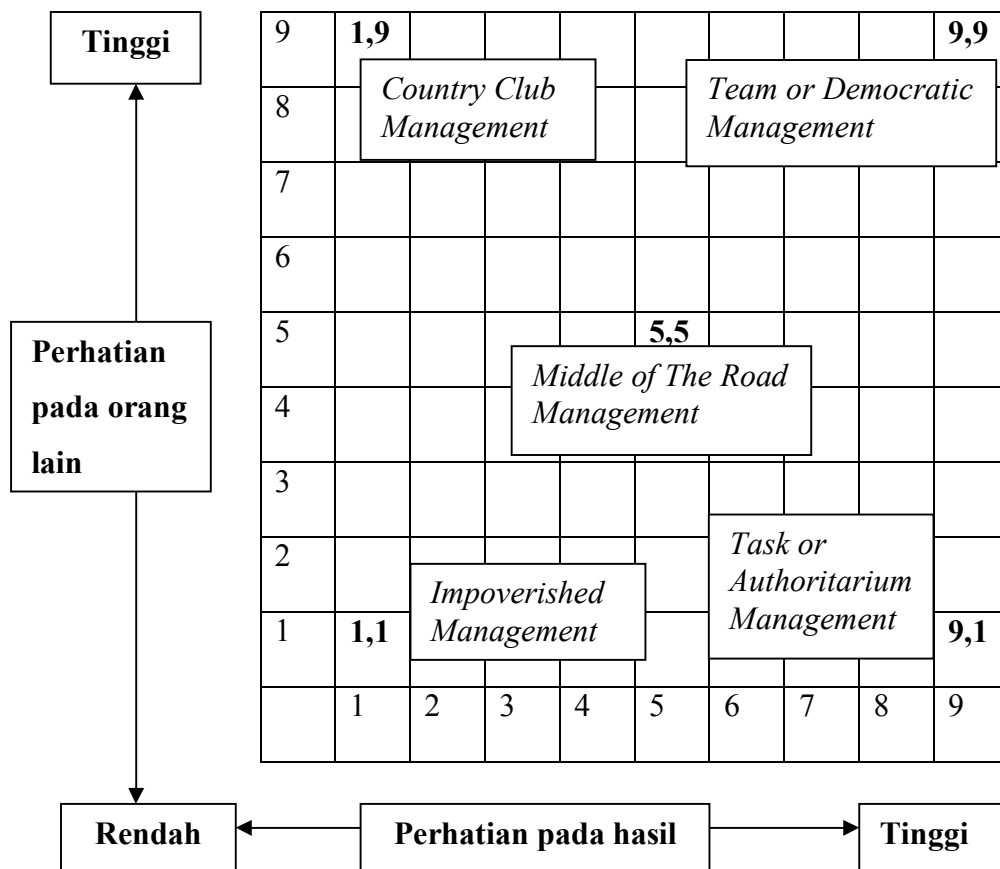 Tinggi
9 1,9 9,9
Country Club
Management
Team or Democratic
Management
8
7
6
5 5,5
Perhatian
pada orang
lain
Middle of The Road
Management
4
3
2
Task or
Authoritarium
Management
Impoverished
Management
1 1,1 9,1
1 2 3 4 5 6 7 8 9
Rendah Perhatian pada hasil Tinggi